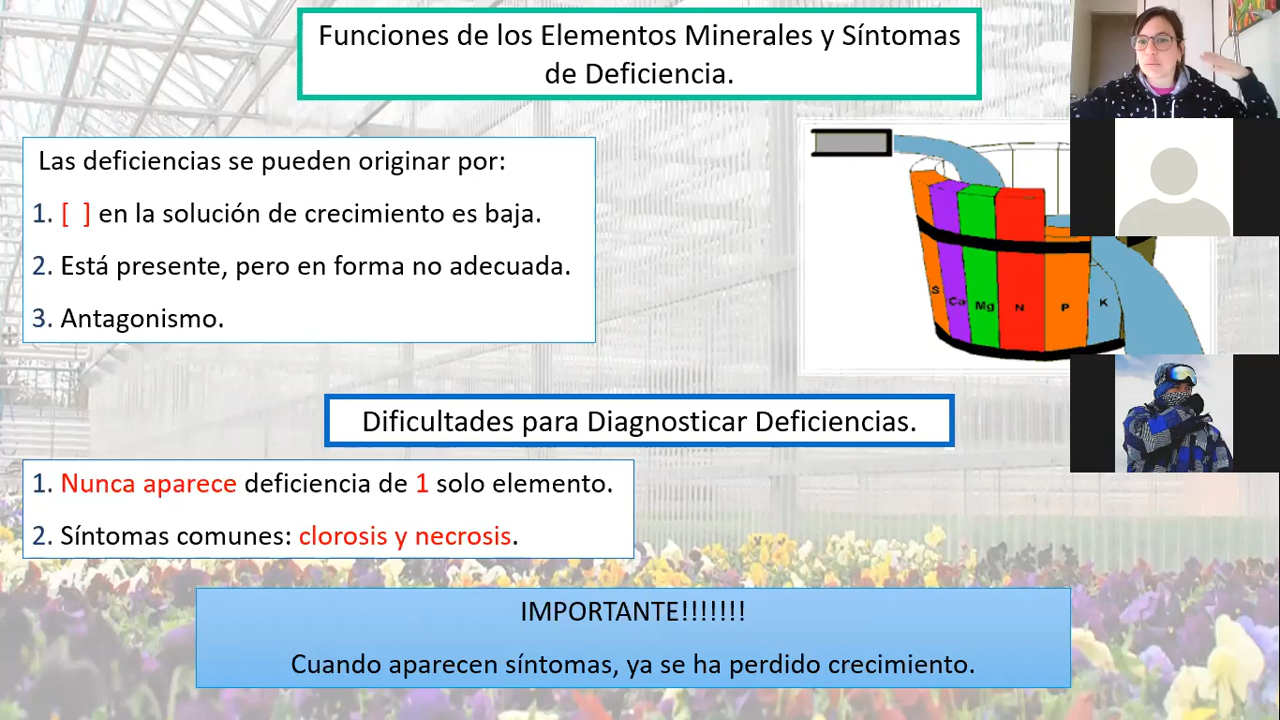 Funciones de los Elementos Minerales y Síntomas
de Deficiencia.
Las deficiencias se pueden originar por:
1. [ ] en la solución de crecimiento es baja.
2. Está presente, pero en forma no adecuada.
3. Antagonismo.
S
Ca
Mg
N
P
K
Dificultades para Diagnosticar Deficiencias.
1. Nunca aparece deficiencia de 1 solo elemento.
2. Síntomas comunes: clorosis y necrosis.
IMPORTANTE!!!!!!!
Cuando aparecen síntomas, ya se ha perdido crecimiento.